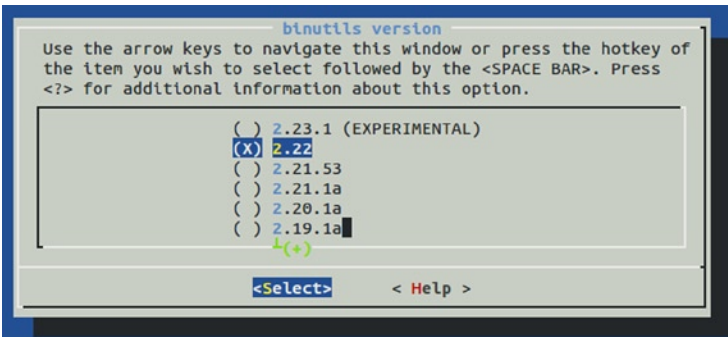 binutils version
Use the arrow keys to navigate this window or press the hotkey of
the item you wish to select followed by the <SPACE BAR>. Press
<?> for additional information about this option.
( ) 2.23.1 (EXPERIMENTAL)
(X) 2.22
( ) 2.21.53
( ) 2.21.1a
( ) 2.20.1a
( ) 2.19.1a
┴(+)
<Select> < Help >